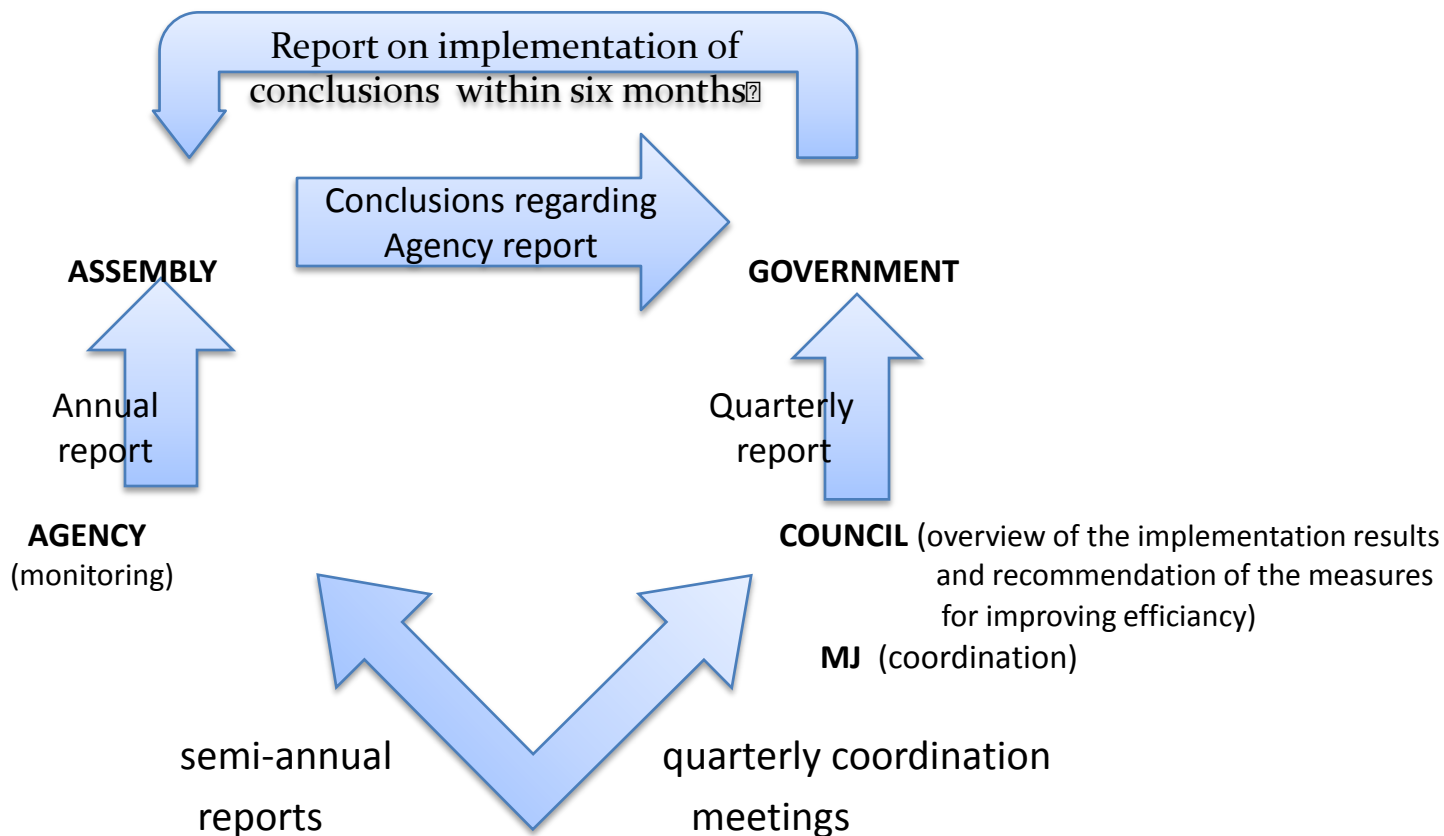 Report on implementation of
conclusions within six months
Conclusions regarding
Agency report
ASSEMBLY
GOVERNMENT
Annual
report
Quarterly
report
AGENCY
(monitoring)
COUNCIL (overview of the implementation results
and recommendation of the measures
for improving efficiancy)
MJ (coordination)
semi-annual
reports
quarterly coordination
meetings